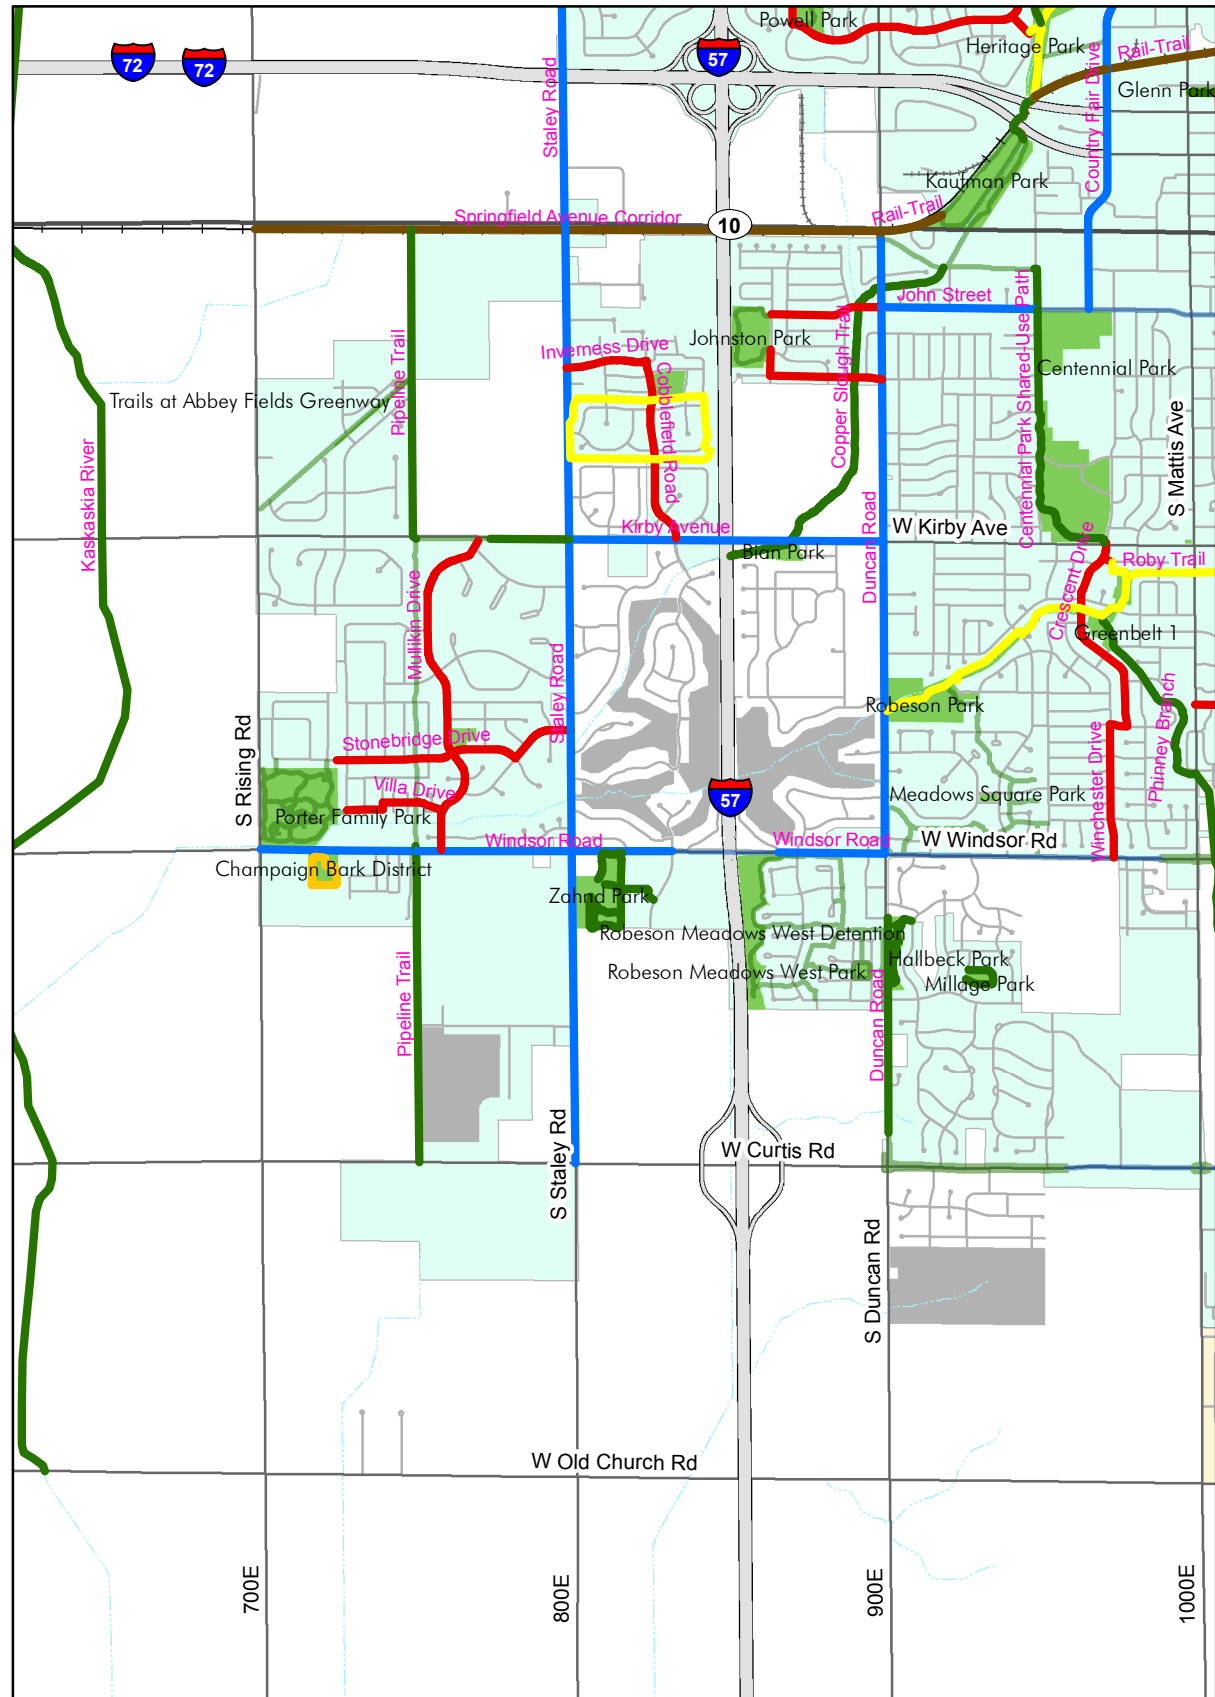 Powell Park
Heritage Park
Rail-Trail
57
72
72
Glenn Park
Staley Road
Country Fair Drive
Kaufman Park
Rail-Trail
Springfield Avenue Corridor
10
John Street
Johnston Park
Inverness Drive
Pipeline Trail
Trails at Abbey Fields Greenway
Cobblefield Road
Copper Slough Trail
Centennial Park Shared-Use Path
Centennial Park
S Mattis Ave
Kaskaskia River
Kirby Avenue
W Kirby Ave
Bian Park
Duncan Road
Crescent Drive
Roby Trail
Mullikin Drive
Greenbelt 1
Staley Road
Robeson Park
Phinney Branch
S Rising Rd
Stonebridge Drive
Villa Drive
57
Meadows Square Park
Winchester Drive
Porter Family Park
Windsor Road
Windsor Road
W Windsor Rd
Champaign Bark District
Zahnd Park
Robeson Meadows West Detention
Robeson Meadows West Park
Hallbeck Park
Millage Park
Pipeline Trail
Duncan Road
S Staley Rd
W Curtis Rd
S Duncan Rd
W Old Church Rd
700E
800E
900E
1000E